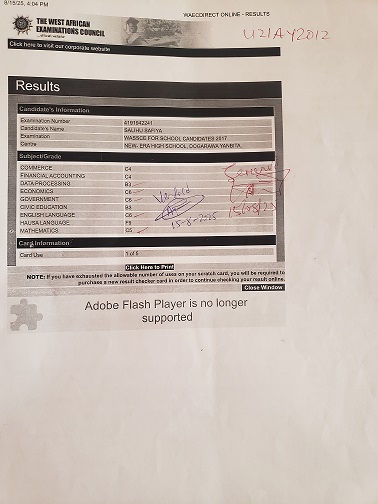 8/15/25, 4:04 PM
WAECDIRECT ONLINE - RESULTS
U21AY2012
THE WEST AFRICAN
EXAMINATIONS COUNCIL
Click here to visit our corporate website
Results
Candidate's Information
Examination Number 4191942241
Candidate's Name SALIHU SAFIYA
Examination WASSCE FOR SCHOOL CANDIDATES 2017
Centre NEW- ERA HIGH SCHOOL, DOGARAWA YANBITA,
Subject/Grade
COMMERCE C4
FINANCIAL ACCOUNTING C4
DATA PROCESSING B3
ECONOMICS C6
GOVERNMENT C6
CIVIC EDUCATION B3
ENGLISH LANGUAGE C6
HAUSA LANGUAGE
MATHEMATICS C5
15-8-2025
Card Information
Card Use 1 of 5
Click Here to Print
NOTE: If you have exhausted the allowable number of uses on your scratch card, you will be required to
purchase a new result checker card in order to continue checking your result online.
Close Window
Adobe Flash Player is no longer
supported